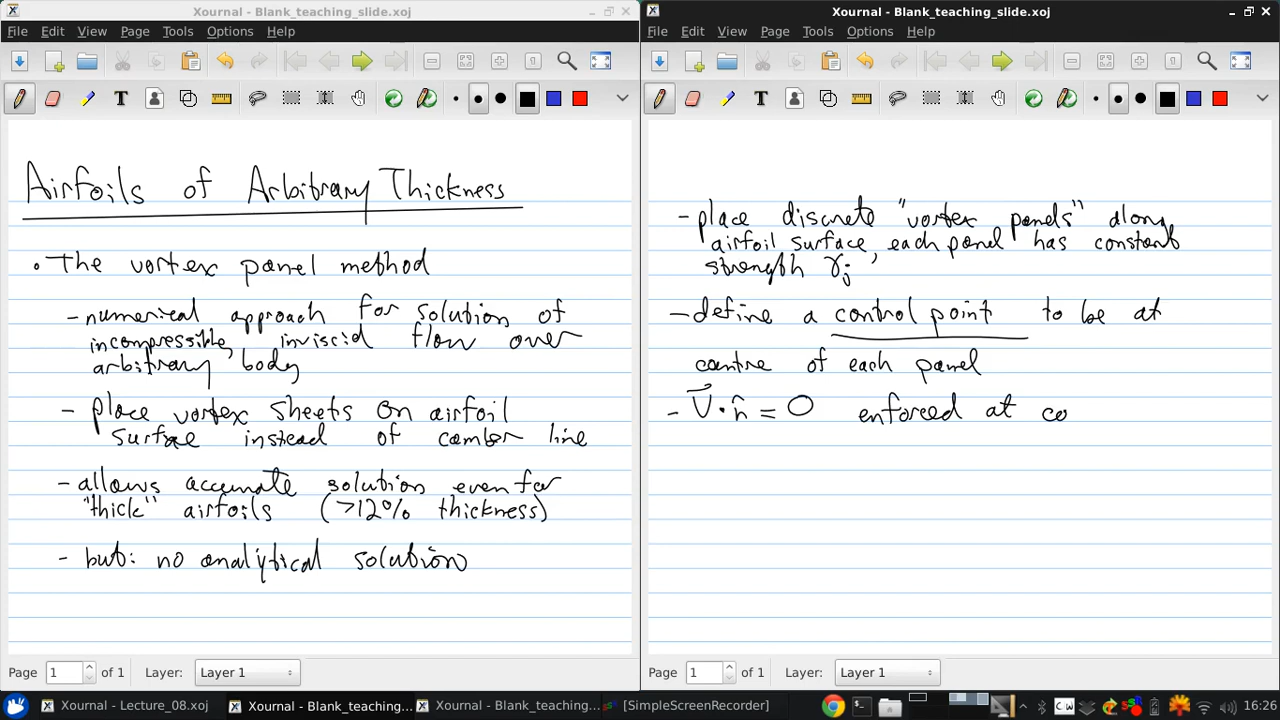 Xournal - Blank_teaching_slide.xoj
File Edit View Page Tools Options Help
Airfoils of Arbitrary Thickness
• The vortex panel method
- numerical approach for solution of
incompressible, inviscid flow over
arbitrary body
- place vortex sheets on airfoil
surface instead of camber line
- allows accurate solution even for
"thick" airfoils (>12% thickness)
- but: no analytical solution
Page 1 of 1 Layer: Layer 1
Xournal - Blank_teaching_slide.xoj
File Edit View Page Tools Options Help
- place discrete "vortex panels" along
airfoil surface, each panel has constant
strength γj
- define a control point to be at
centre of each panel
- V⃗·n̂ = 0 enforced at co
Page 1 of 1 Layer: Layer 1
Xournal - Lecture_08.xoj Xournal - Blank_teaching... Xournal - Blank_teaching... [SimpleScreenRecorder] 16:26